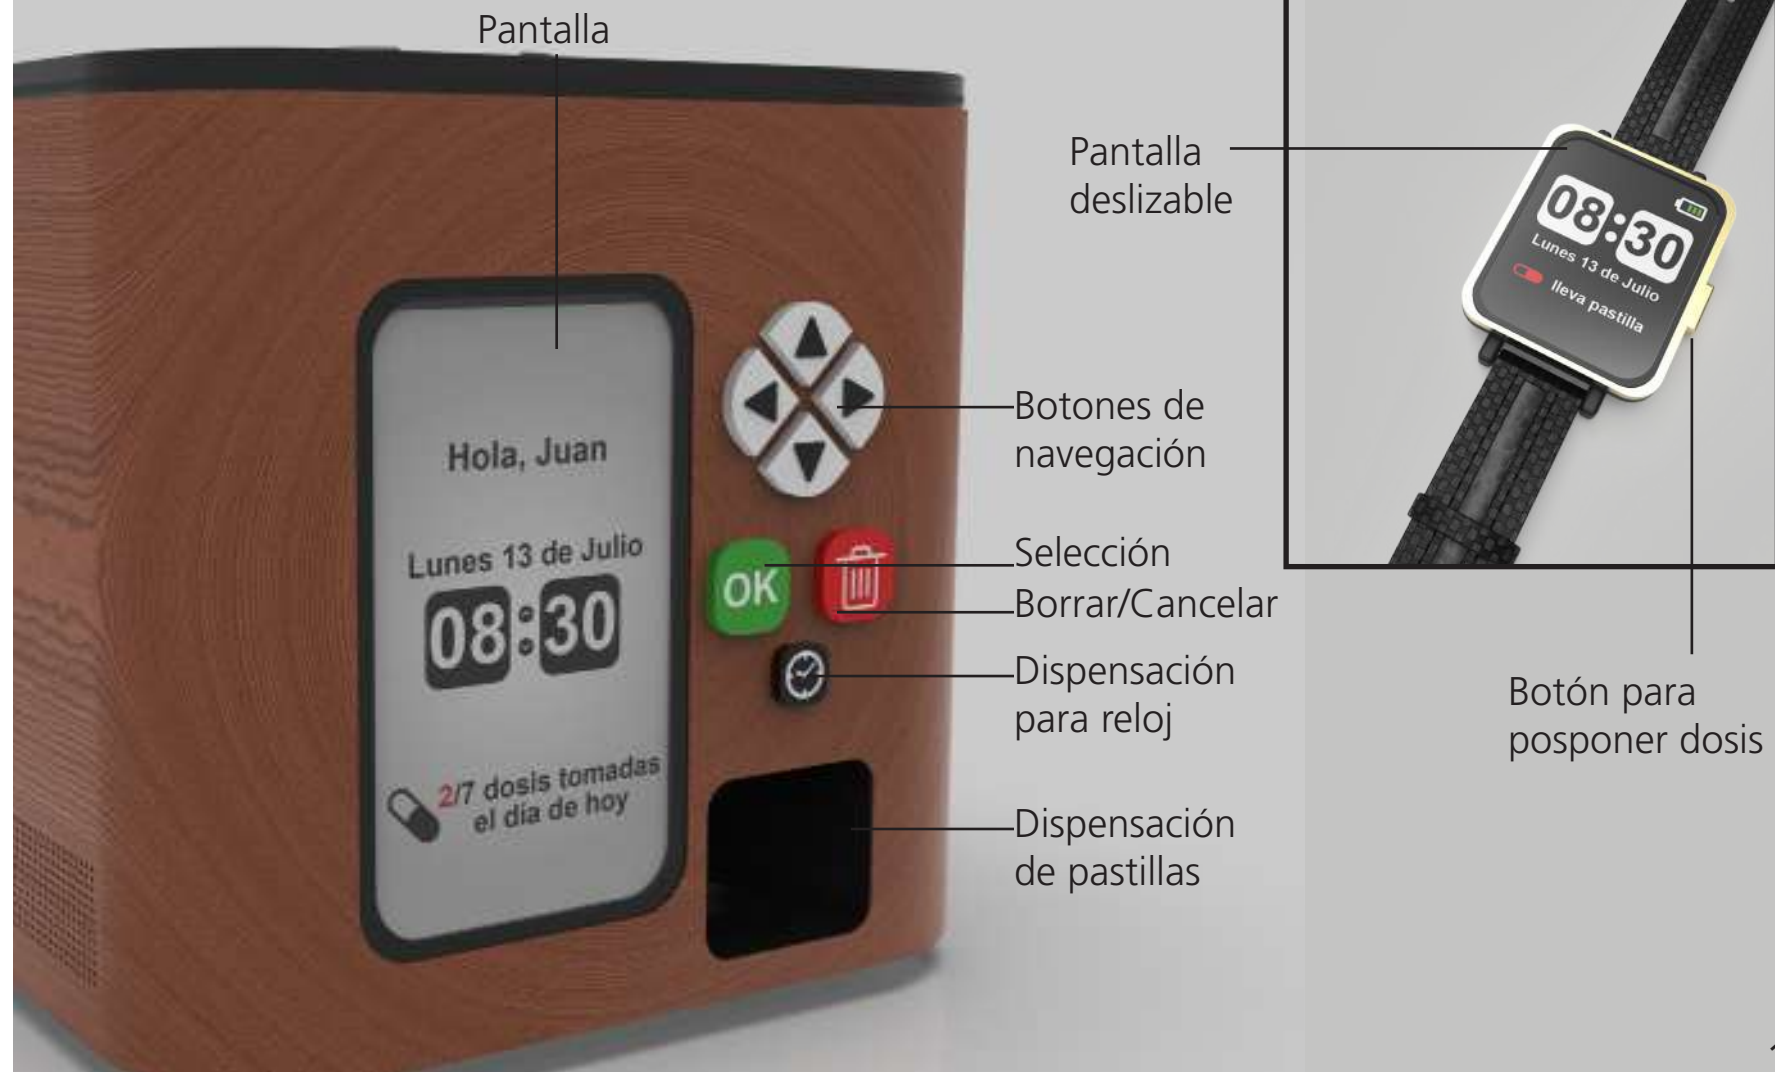 Pantalla
Hola, Juan
Lunes 13 de Julio
08:30
2/7 dosis tomadas
el día de hoy
Botones de
navegación
OK
Selección
Borrar/Cancelar
Dispensación
para reloj
Dispensación
de pastillas
Pantalla
deslizable
08:30
Lunes 13 de Julio
lleva pastilla
Botón para
posponer dosis